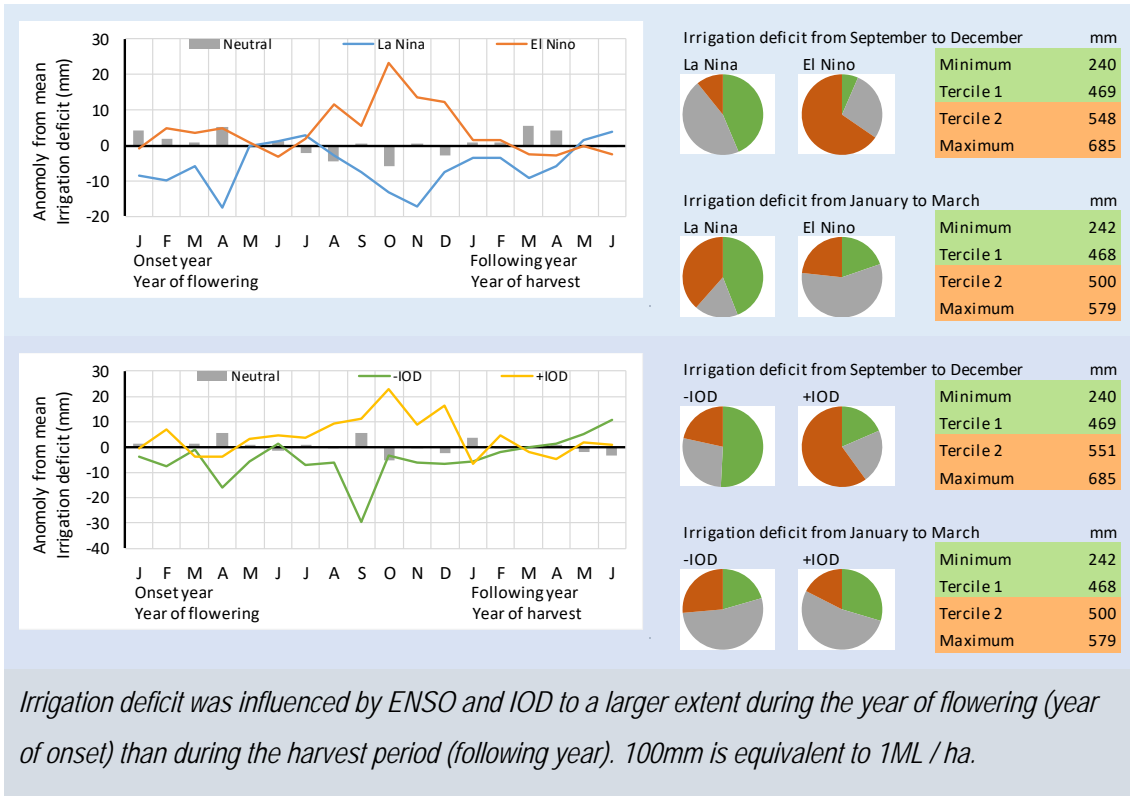 30
20
10
0
-10
-20
Anomoly from mean
Irrigation deficit (mm)
Neutral La Nina El Nino
J F M A M J J A S O N D J F M A M J
Onset year Following year
Year of flowering Year of harvest
Irrigation deficit from September to December mm
La Nina El Nino
Minimum 240
Tercile 1 469
Tercile 2 548
Maximum 685
Irrigation deficit from January to March mm
La Nina El Nino
Minimum 242
Tercile 1 468
Tercile 2 500
Maximum 579
30
20
10
0
-10
-20
-30
-40
Anomoly from mean
Irrigation deficit (mm)
Neutral -IOD +IOD
J F M A M J J A S O N D J F M A M J
Onset year Following year
Year of flowering Year of harvest
Irrigation deficit from September to December mm
-IOD +IOD
Minimum 240
Tercile 1 469
Tercile 2 551
Maximum 685
Irrigation deficit from January to March mm
-IOD +IOD
Minimum 242
Tercile 1 468
Tercile 2 500
Maximum 579
Irrigation deficit was influenced by ENSO and IOD to a larger extent during the year of flowering (year
of onset) than during the harvest period (following year). 100mm is equivalent to 1ML / ha.